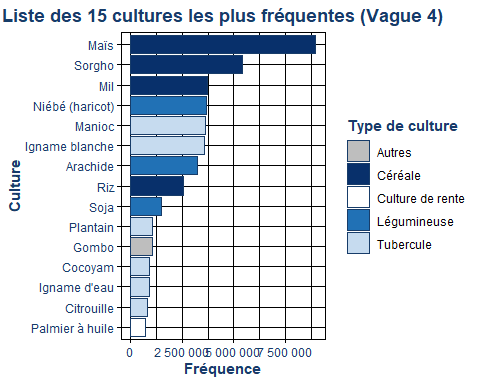 Liste des 15 cultures les plus fréquentes (Vague 4)
Maïs
Sorgho
Mil
Niébé (haricot)
Manioc
Igname blanche
Arachide
Riz
Soja
Plantain
Gombo
Cocoyam
Igname d'eau
Citrouille
Palmier à huile
Culture
0 2 500 000 5 000 000 7 500 000
Fréquence
Type de culture
Autres
Céréale
Culture de rente
Légumineuse
Tubercule